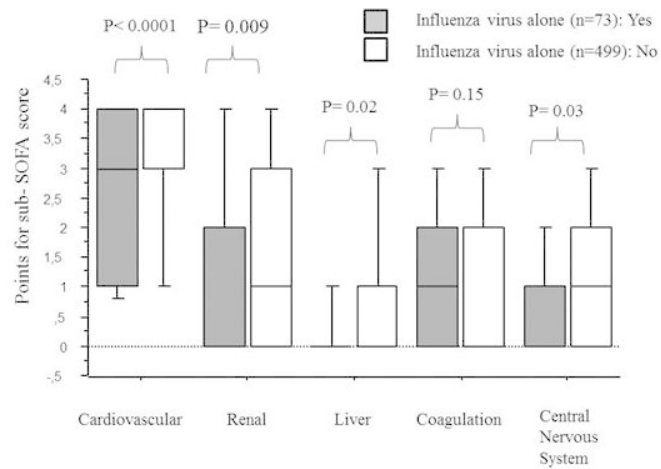 Influenza virus alone (n=73): Yes
Influenza virus alone (n=499): No
P< 0.0001
P= 0.009
P= 0.02
P= 0.15
P= 0.03
Points for sub- SOFA score
4,5
4
3,5
3
2,5
2
1,5
1
,5
0
-,5
Cardiovascular
Renal
Liver
Coagulation
Central
Nervous
System